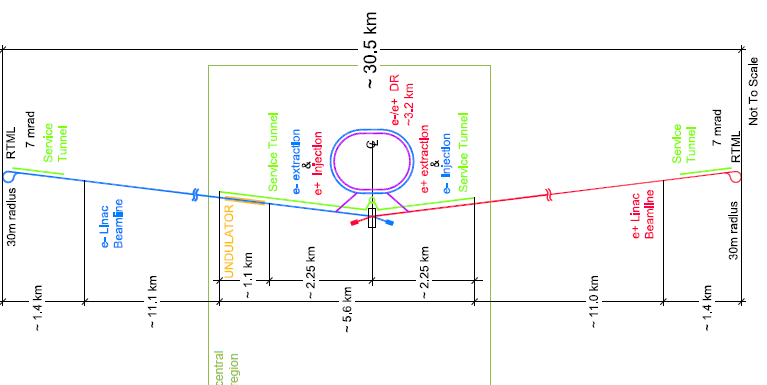 ~ 30.5 km
Not To Scale
RTML
7 mrad
Service
Tunnel
30m radius
e- Linac
Beamline
UNDULATOR
Service Tunnel
e- extraction
&
e+ Injection
e-/e+ DR
~3.2 km
e+ extraction
&
e- Injection
Service Tunnel
e+ Linac
Beamline
Service
Tunnel
7 mrad
RTML
30m radius
~ 1.1 km
~ 2.25 km
~ 2.25 km
~ 1.4 km
~ 11.1 km
~ 5.6 km
~ 11.0 km
~ 1.4 km
central
region